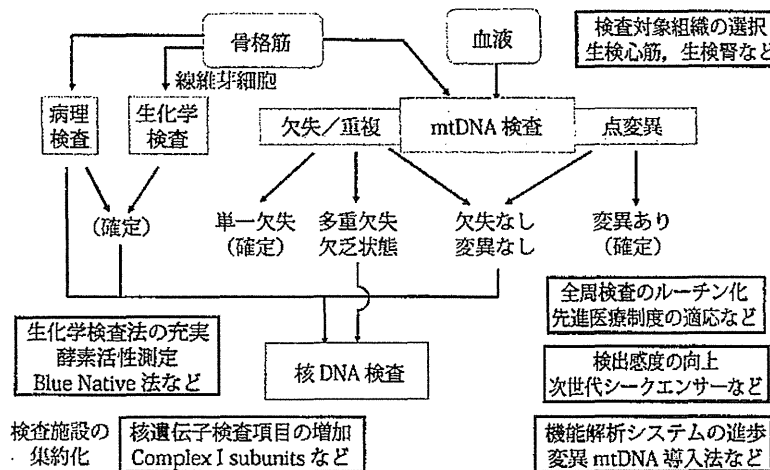 骨格筋
血液
検査対象組織の選択
生検心筋，生検腎など
線維芽細胞
病理
検査
生化学
検査
欠失／重複
mtDNA 検査
点変異
(確定)
単一欠失
(確定)
多重欠失
欠乏状態
欠失なし
変異なし
変異あり
(確定)
全周検査のルーチン化
先進医療制度の適応など
生化学検査法の充実
酵素活性測定
Blue Native 法など
核 DNA 検査
検出感度の向上
次世代シークエンサーなど
検査施設の
集約化
核遺伝子検査項目の増加
Complex I subunits など
機能解析システムの進歩
変異 mtDNA 導入法など